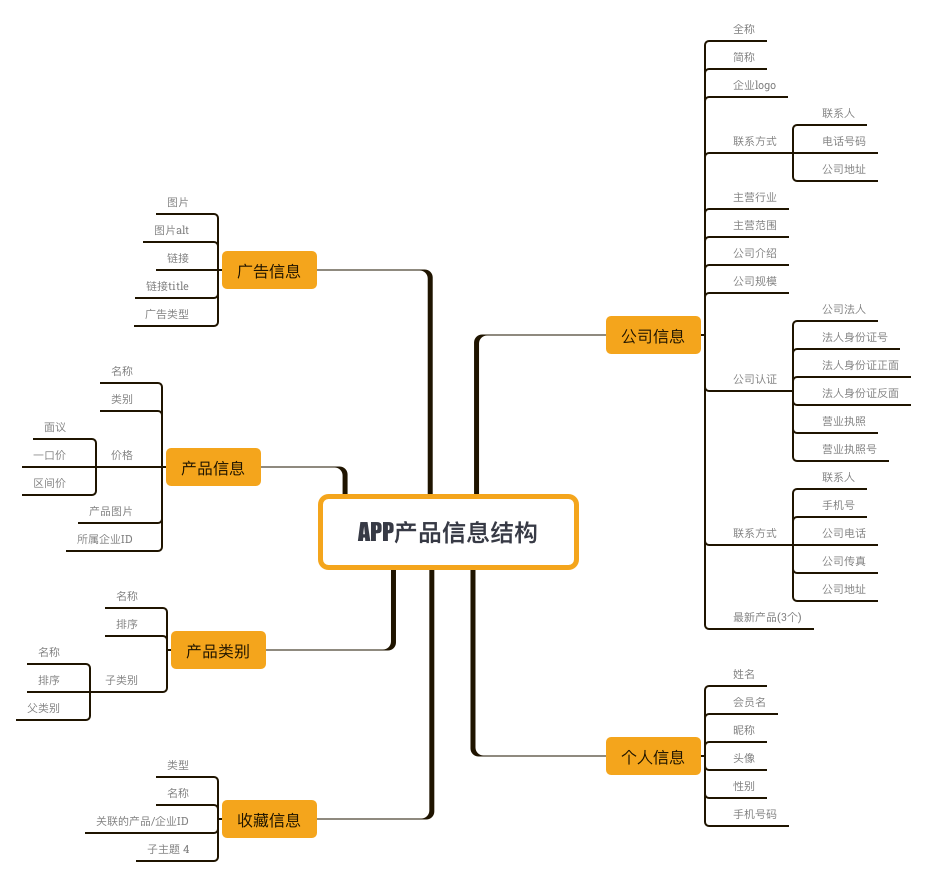 APP产品信息结构
公司信息
全称
简称
企业logo
联系方式
联系人
电话号码
公司地址
主营行业
主营范围
公司介绍
公司规模
公司认证
公司法人
法人身份证号
法人身份证正面
法人身份证反面
营业执照
营业执照号
联系方式
联系人
手机号
公司电话
公司传真
公司地址
最新产品(3个)
个人信息
姓名
会员名
昵称
头像
性别
手机号码
广告信息
图片
图片alt
链接
链接title
广告类型
产品信息
名称
类别
价格
面议
一口价
区间价
产品图片
所属企业ID
产品类别
名称
排序
子类别
名称
排序
父类别
收藏信息
类型
名称
关联的产品/企业ID
子主题 4